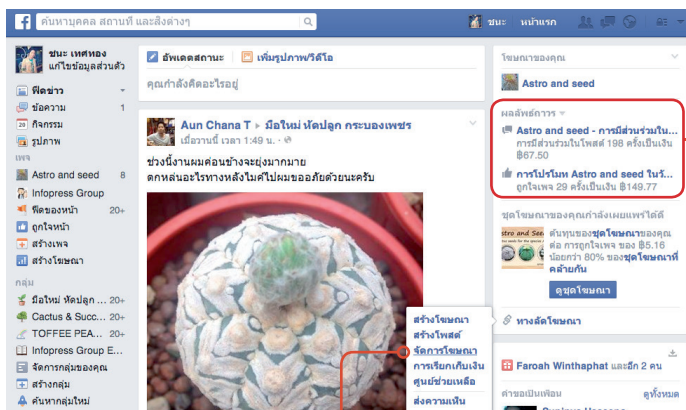 ค้นหาบุคคล สถานที่ และสิ่งต่างๆ
ชนะ หน้าแรก
ชนะ เทศทอง
แก้ไขข้อมูลส่วนตัว
ฟีดข่าว
ข้อความ 1
กิจกรรม
รูปภาพ
เพจ
Astro and seed 8
Infopress Group
ฟีดของหน้า 20+
ถูกใจหน้า
สร้างเพจ
สร้างโฆษณา
กลุ่ม
มือใหม่ หัดปลูก ... 20+
Cactus & Succ... 20+
TOFFEE PEA... 20+
Infopress Group E...
จัดการกลุ่มของคุณ
สร้างกลุ่ม
ค้นหากลุ่มใหม่
อัพเดตสถานะ เพิ่มรูปภาพ/วิดีโอ
คุณกำลังคิดอะไรอยู่
Aun Chana T ▸ มือใหม่ หัดปลูก กระบองเพชร
เมื่อวานนี้ เวลา 1:49 น.
ช่วงนี้งานผมค่อนข้างจะยุ่งมากมาย
ตกหล่นอะไรทางหลังไมค์ไปผมขออภัยด้วยนะครับ
สร้างโฆษณา
สร้างโพสต์
จัดการโฆษณา
การเรียกเก็บเงิน
ศูนย์ช่วยเหลือ
ส่งความเห็น
โฆษณาของคุณ
Astro and seed
ผลลัพธ์ถาวร
Astro and seed - การมีส่วนร่วมใน...
การมีส่วนร่วมในโพสต์ 198 ครั้งเป็นเงิน
฿67.50
การโปรโมท Astro and seed ในวั...
ถูกใจเพจ 29 ครั้งเป็นเงิน ฿149.77
ชุดโฆษณาของคุณกำลังเผยแพร่ได้ดี
ต้นทุนของชุดโฆษณาของคุณ
ต่อ การถูกใจเพจ ของ ฿5.16
น้อยกว่า 80% ของชุดโฆษณาที่
คล้ายกัน
ดูชุดโฆษณา
ทางลัดโฆษณา
Faroah Winthaphat และอีก 2 คน
คำขอเป็นเพื่อน ดูทั้งหมด